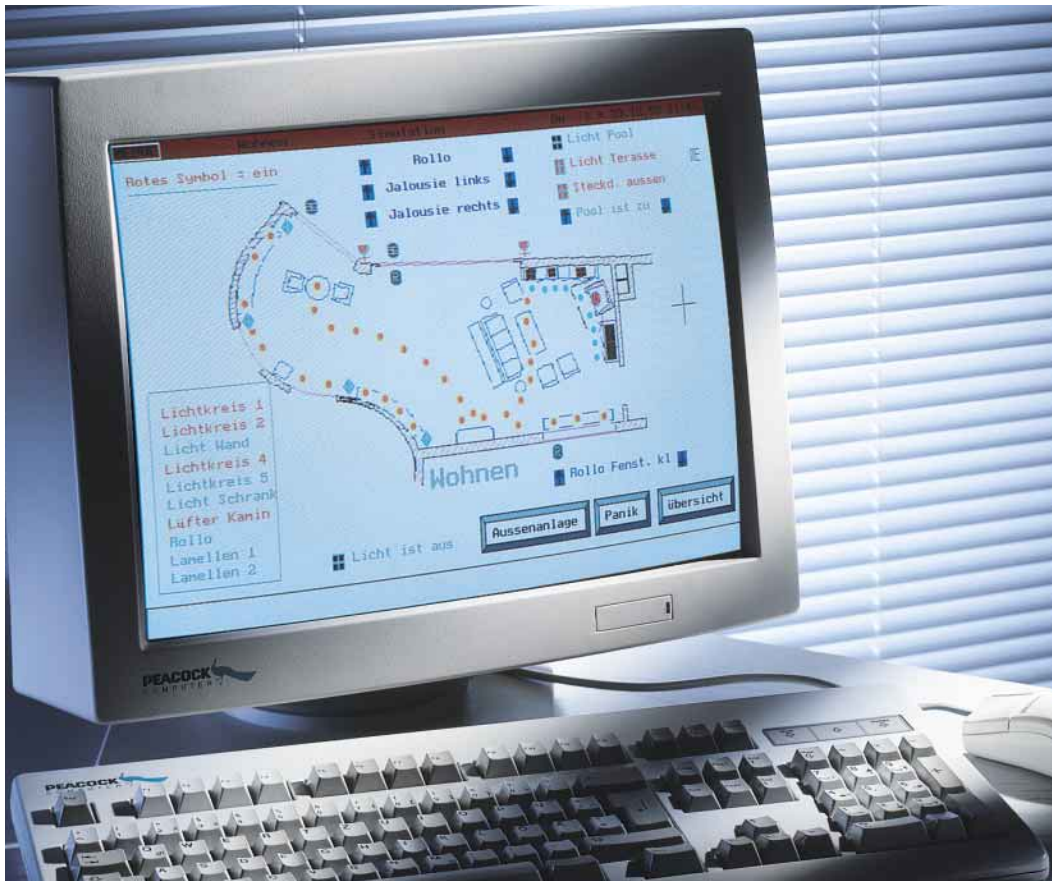 Wohnen
Simulation
Rotes Symbol = ein
Rollo
Jalousie links
Jalousie rechts
Licht Pool
Licht Terasse
Steckd. aussen
Pool ist zu
Lichtkreis 1
Lichtkreis 2
Licht Wand
Lichtkreis 4
Lichtkreis 5
Licht Schrank
Lüfter Kamin
Rollo
Lamellen 1
Lamellen 2
Wohnen
Rollo Fenst. kl
Licht ist aus
Aussenanlage
Panik
übersicht
PEACOCK
COMPUTER
PEACOCK